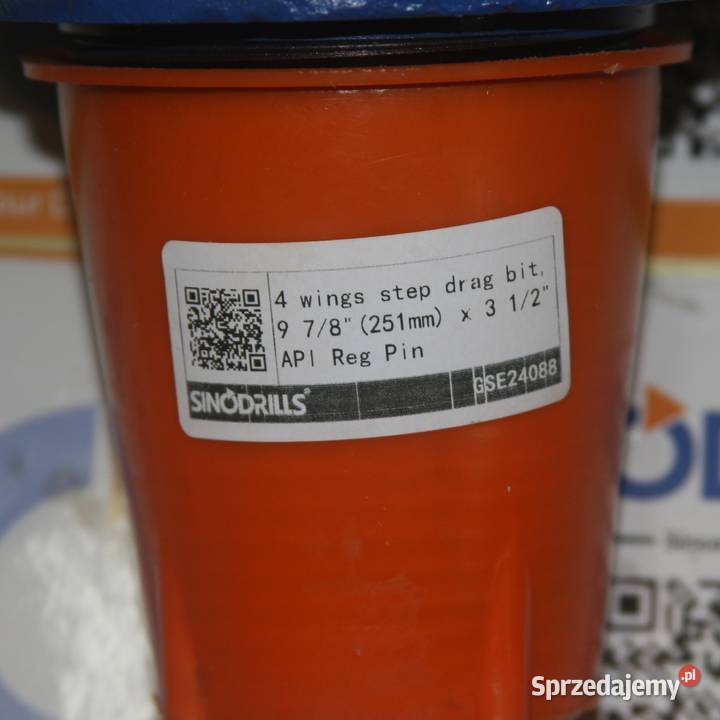 4 wings step drag bit,
9 7/8" (251mm) x 3 1/2"
API Reg Pin
SINODRILLS®
GSE24088
Sprzedajemy.pl